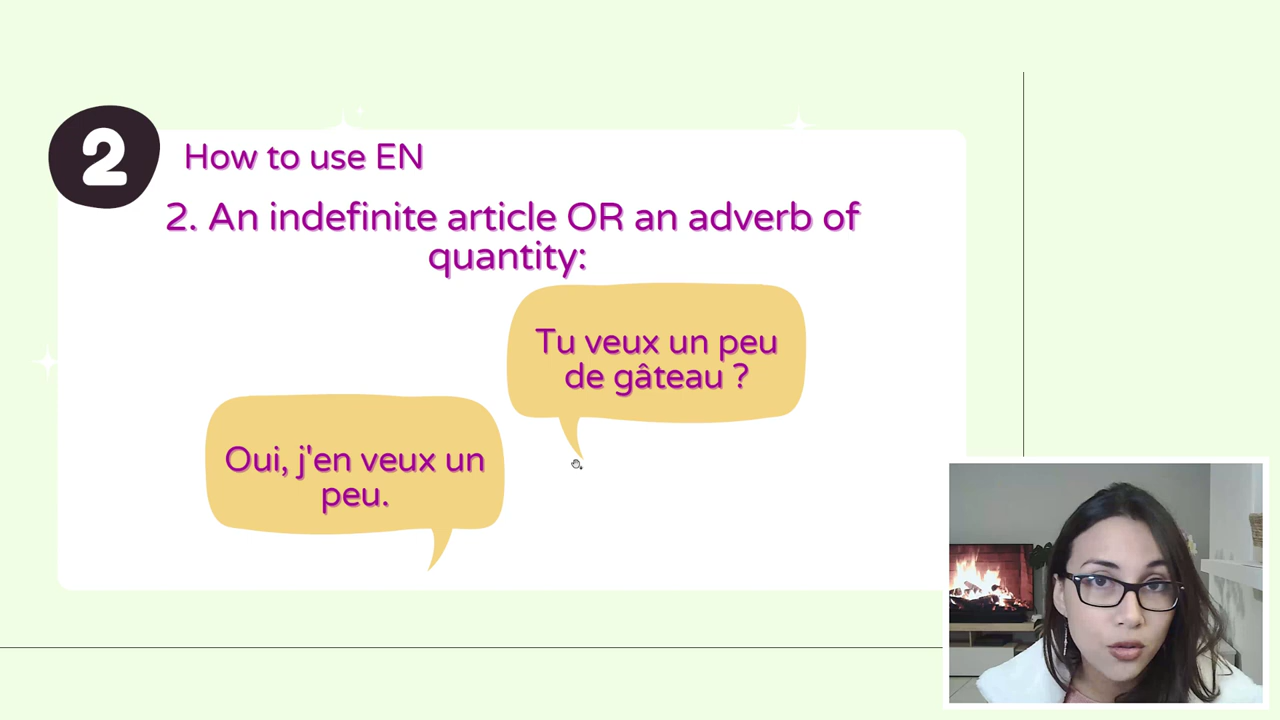 2
How to use EN
2. An indefinite article OR an adverb of
quantity:
Tu veux un peu
de gâteau ?
Oui, j'en veux un
peu.